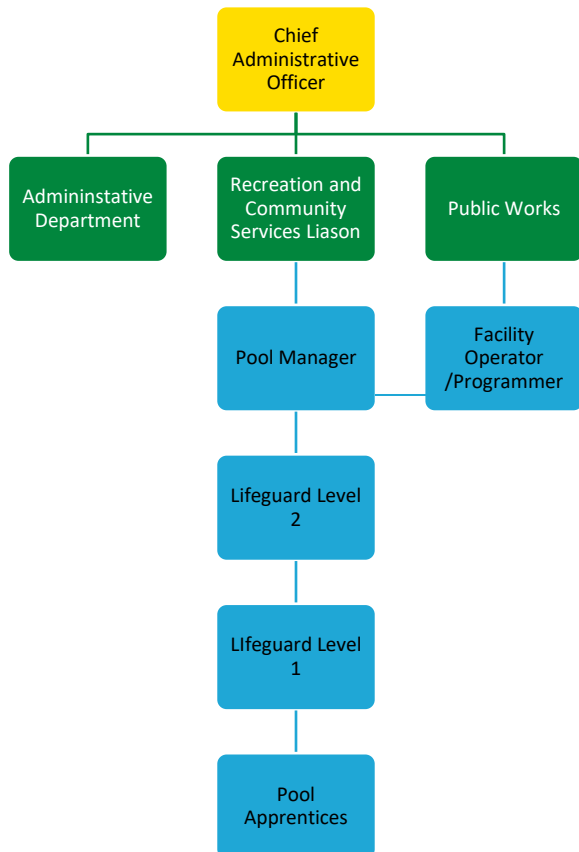 Chief
Administrative
Officer
Admininstative
Department
Recreation and
Community
Services Liason
Public Works
Pool Manager
Facility
Operator
/Programmer
Lifeguard Level
2
LIfeguard Level
1
Pool
Apprentices